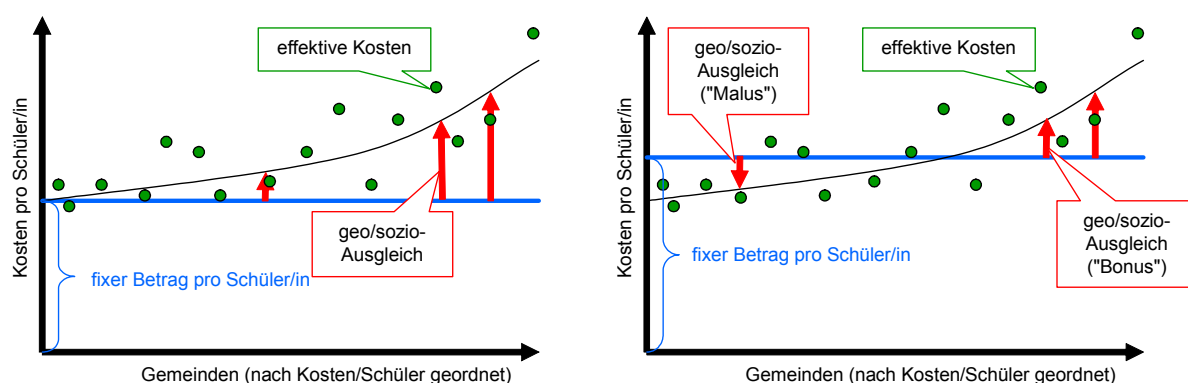 Kosten pro Schüler/in
effektive Kosten
geo/sozio-
Ausgleich
fixer Betrag pro Schüler/in
Gemeinden (nach Kosten/Schüler geordnet)
Kosten pro Schüler/in
geo/sozio-
Ausgleich
("Malus")
effektive Kosten
geo/sozio-
Ausgleich
("Bonus")
fixer Betrag pro Schüler/in
Gemeinden (nach Kosten/Schüler geordnet)